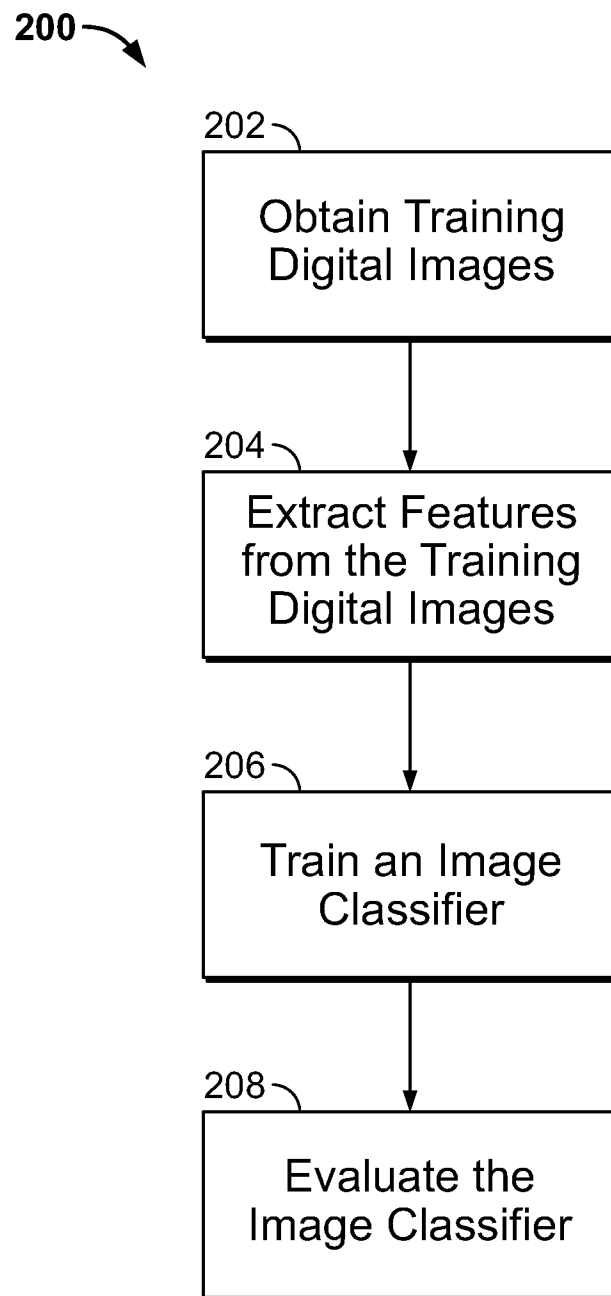 200
202
Obtain Training
Digital Images
204
Extract Features
from the Training
Digital Images
206
Train an Image
Classifier
208
Evaluate the
Image Classifier